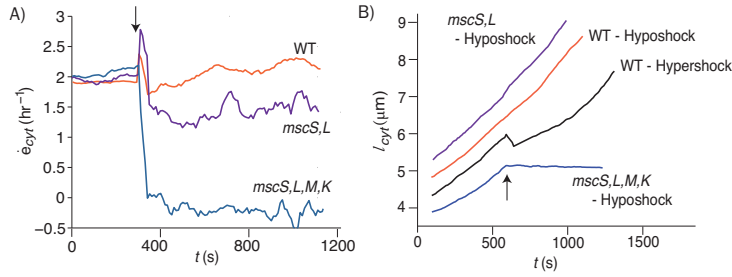 A)
3
2.5
2
1.5
1
0.5
0
−0.5
ė_cyt (hr⁻¹)
WT
mscS,L
mscS,L,M,K
0
400
800
1200
t (s)
B)
9
8
7
6
5
4
l_cyt (μm)
mscS,L
- Hyposhock
WT - Hyposhock
WT - Hypershock
mscS,L,M,K
- Hyposhock
0
500
1000
1500
t (s)